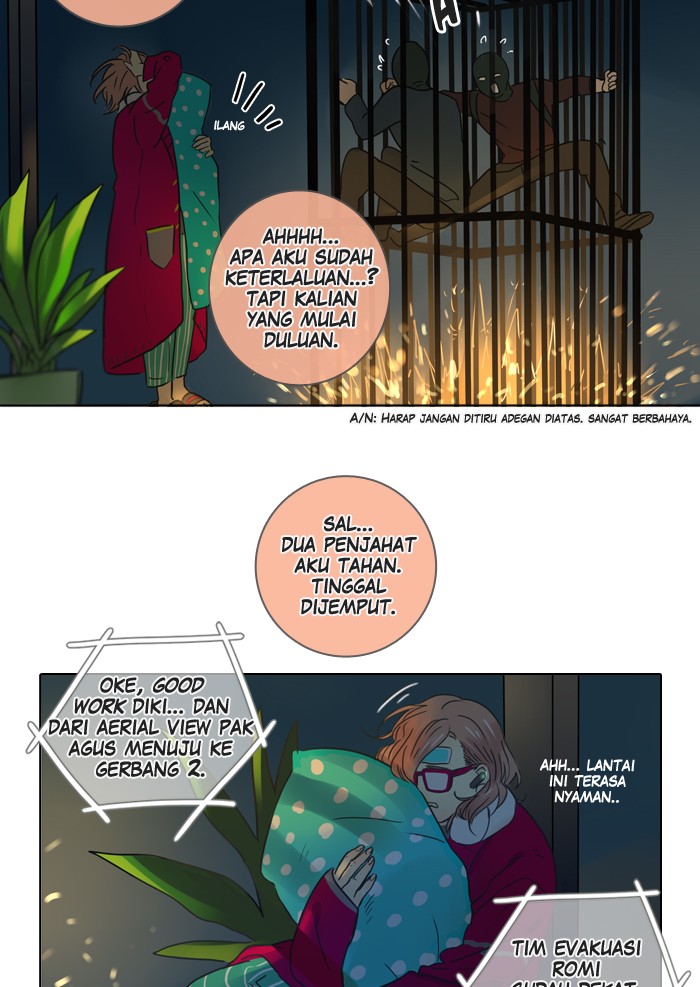 A
ILANG
AHHHH...
APA AKU SUDAH
KETERLALUAN...?
TAPI KALIAN
YANG MULAI
DULUAN.
A/N: HARAP JANGAN DITIRU ADEGAN DIATAS. SANGAT BERBAHAYA.
SAL...
DUA PENJAHAT
AKU TAHAN.
TINGGAL
DIJEMPUT.
OKE, GOOD
WORK DIKI... DAN
DARI AERIAL VIEW PAK
AGUS MENUJU KE
GERBANG 2.
AHH... LANTAI
INI TERASA
NYAMAN..
TIM EVAKUASI
ROMI
SUDAH DEKAT